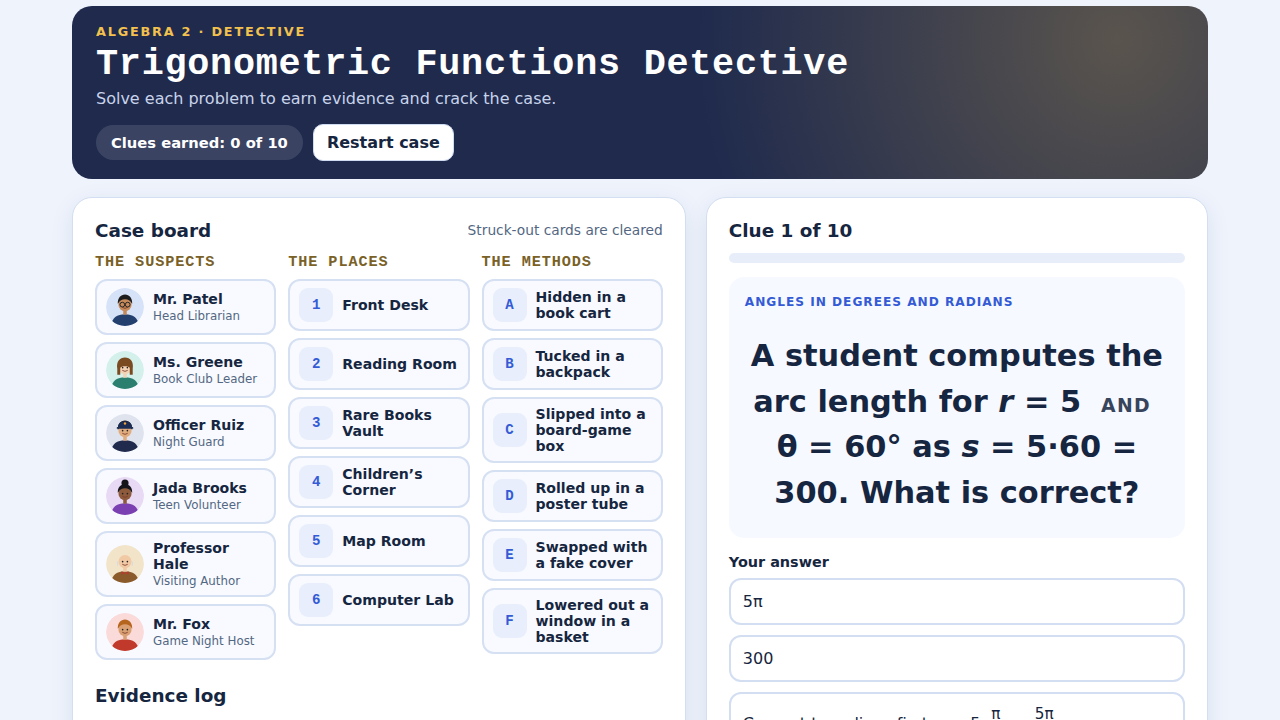 ALGEBRA 2 · DETECTIVE
Trigonometric Functions Detective
Solve each problem to earn evidence and crack the case.
Clues earned: 0 of 10
Restart case
Case board
Struck-out cards are cleared
THE SUSPECTS
Mr. Patel
Head Librarian
Ms. Greene
Book Club Leader
Officer Ruiz
Night Guard
Jada Brooks
Teen Volunteer
Professor
Hale
Visiting Author
Mr. Fox
Game Night Host
THE PLACES
1 Front Desk
2 Reading Room
3 Rare Books
Vault
4 Children’s
Corner
5 Map Room
6 Computer Lab
THE METHODS
A Hidden in a
book cart
B Tucked in a
backpack
C Slipped into a
board-game
box
D Rolled up in a
poster tube
E Swapped with
a fake cover
F Lowered out a
window in a
basket
Evidence log
Clue 1 of 10
ANGLES IN DEGREES AND RADIANS
A student computes the
arc length for r = 5 AND
θ = 60° as s = 5·60 =
300. What is correct?
Your answer
5π
300
π 5π